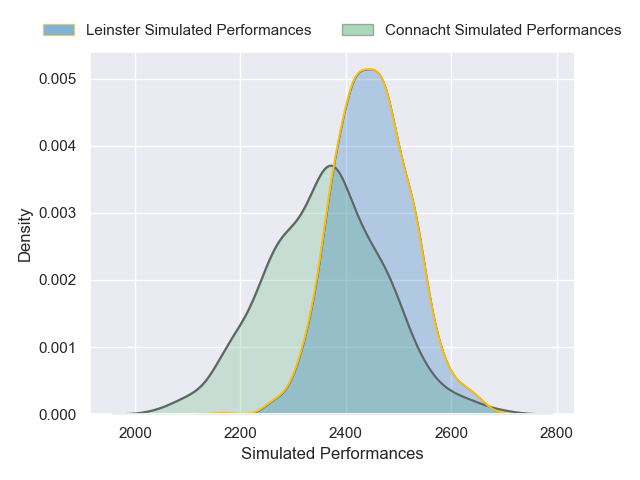 Leinster Simulated Performances Connacht Simulated Performances
0.005
0.004
0.003
0.002
0.001
0.000
Density
2000 2200 2400 2600 2800
Simulated Performances